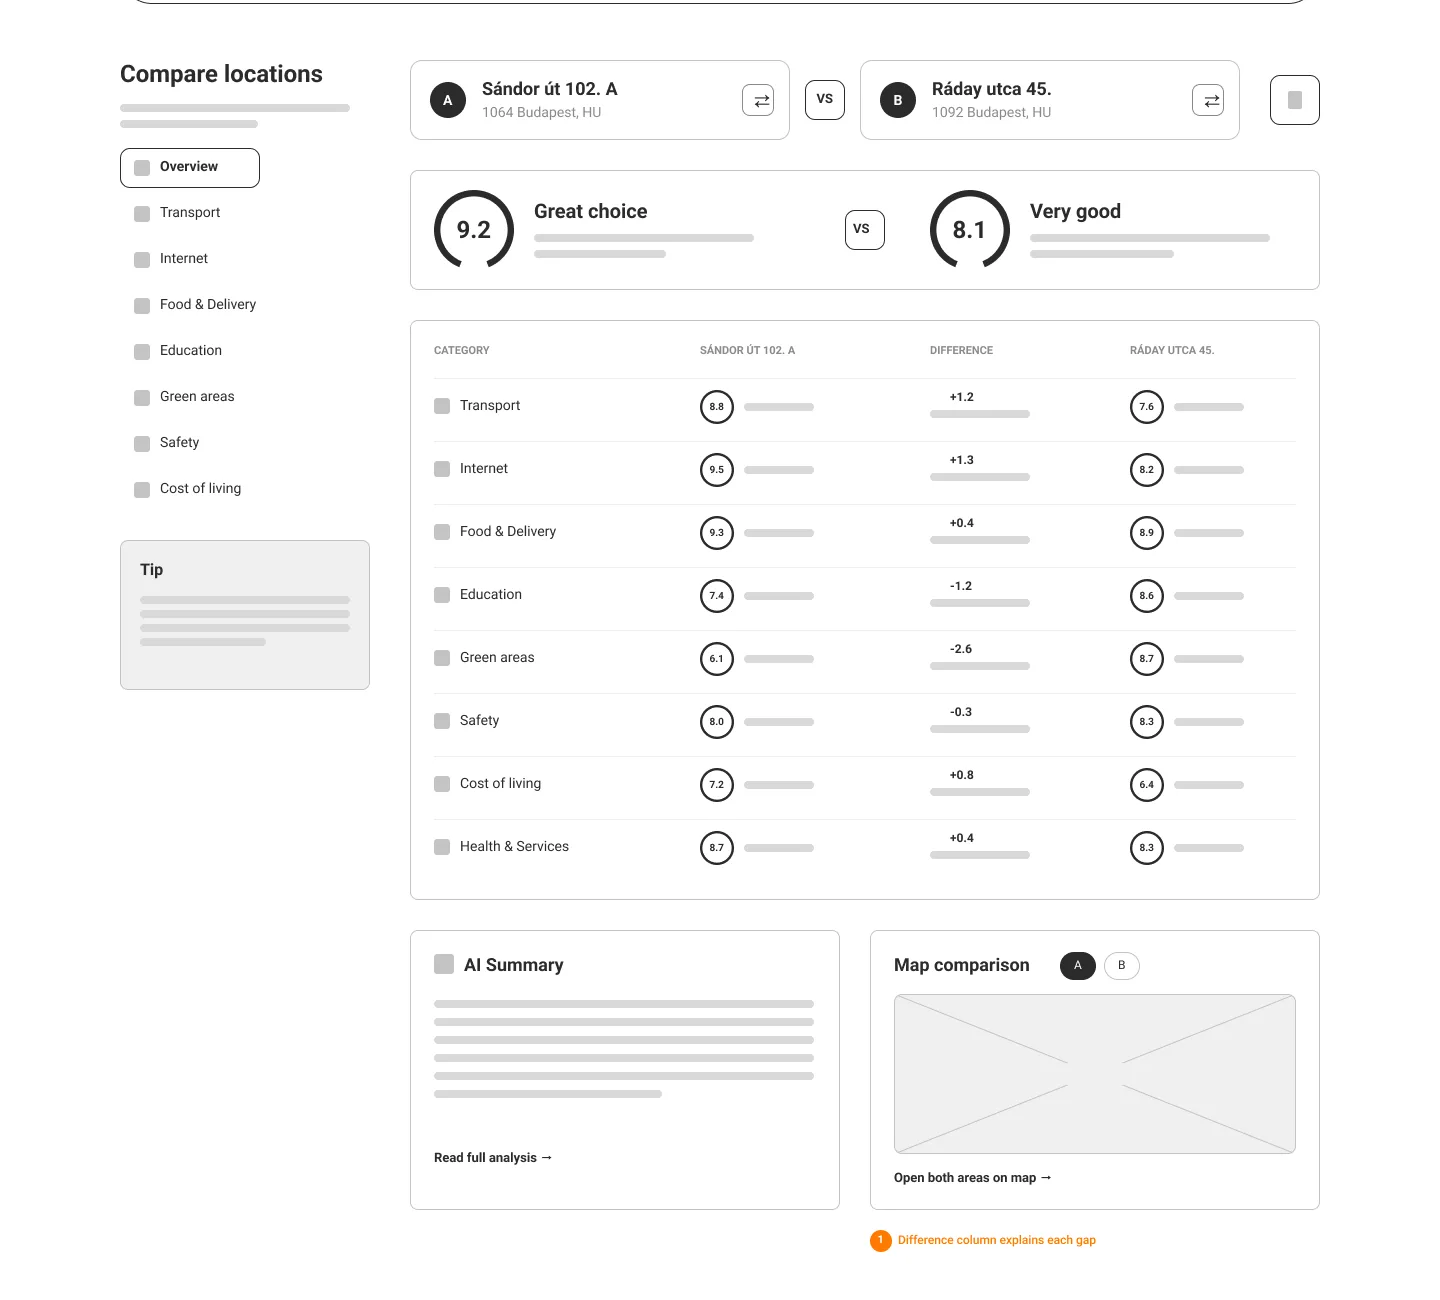 Compare locations
Overview
Transport
Internet
Food & Delivery
Education
Green areas
Safety
Cost of living
Tip
A
Sándor út 102. A
1064 Budapest, HU
⇄
VS
B
Ráday utca 45.
1092 Budapest, HU
⇄
9.2
Great choice
VS
8.1
Very good
CATEGORY SÁNDOR ÚT 102. A DIFFERENCE RÁDAY UTCA 45.
Transport 8.8 +1.2 7.6
Internet 9.5 +1.3 8.2
Food & Delivery 9.3 +0.4 8.9
Education 7.4 -1.2 8.6
Green areas 6.1 -2.6 8.7
Safety 8.0 -0.3 8.3
Cost of living 7.2 +0.8 6.4
Health & Services 8.7 +0.4 8.3
AI Summary
Read full analysis →
Map comparison A B
Open both areas on map →
1 Difference column explains each gap